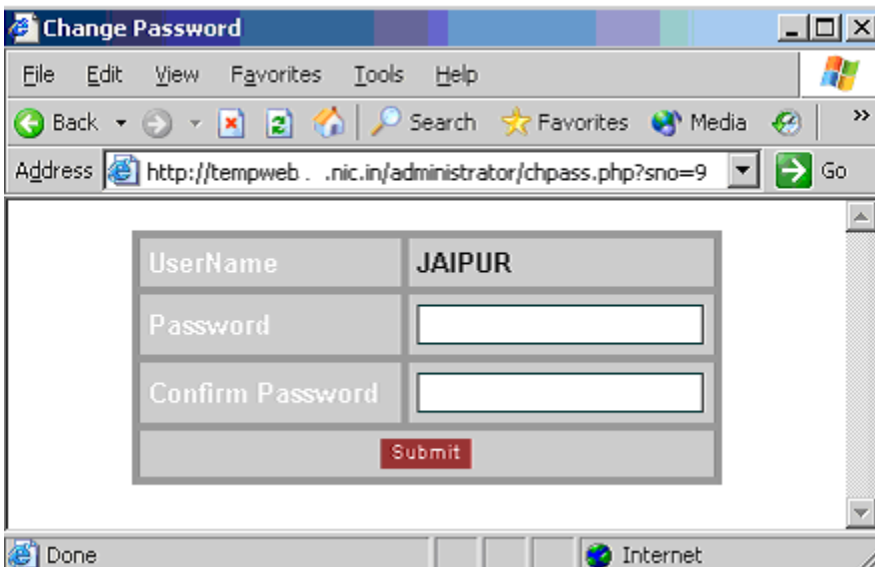 Change Password
File Edit View Favorites Tools Help
Back Search Favorites Media »
Address http://tempweb . .nic.in/administrator/chpass.php?sno=9 Go
UserName JAIPUR
Password
Confirm Password
Submit
Done Internet